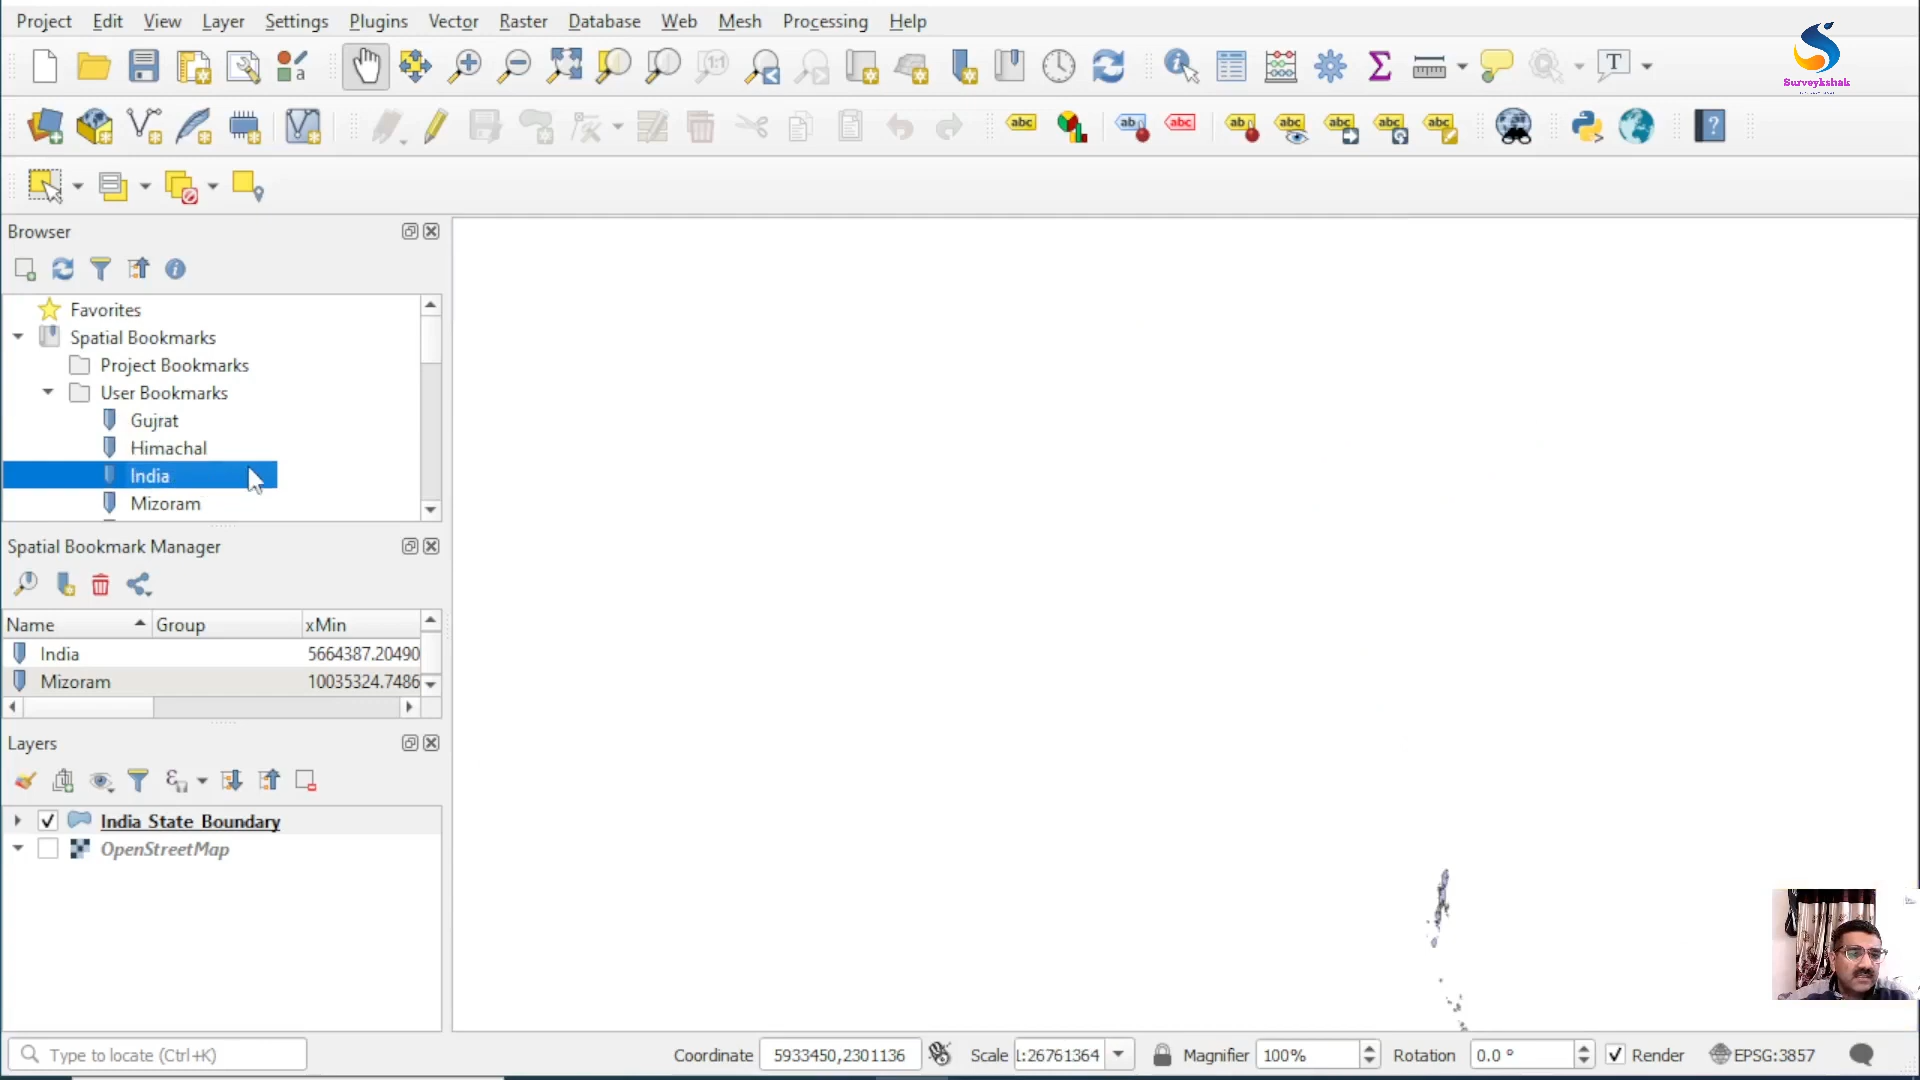 Project Edit View Layer Settings Plugins Vector Raster Database Web Mesh Processing Help
Surveykshak
Browser
Favorites
Spatial Bookmarks
Project Bookmarks
User Bookmarks
Gujrat
Himachal
India
Mizoram
Spatial Bookmark Manager
Name Group xMin
India 5664387.20490
Mizoram 10035324.7486
Layers
India State Boundary
OpenStreetMap
Type to locate (Ctrl+K) Coordinate 5933450,2301136 Scale 1:26761364 Magnifier 100% Rotation 0.0 ° Render EPSG:3857